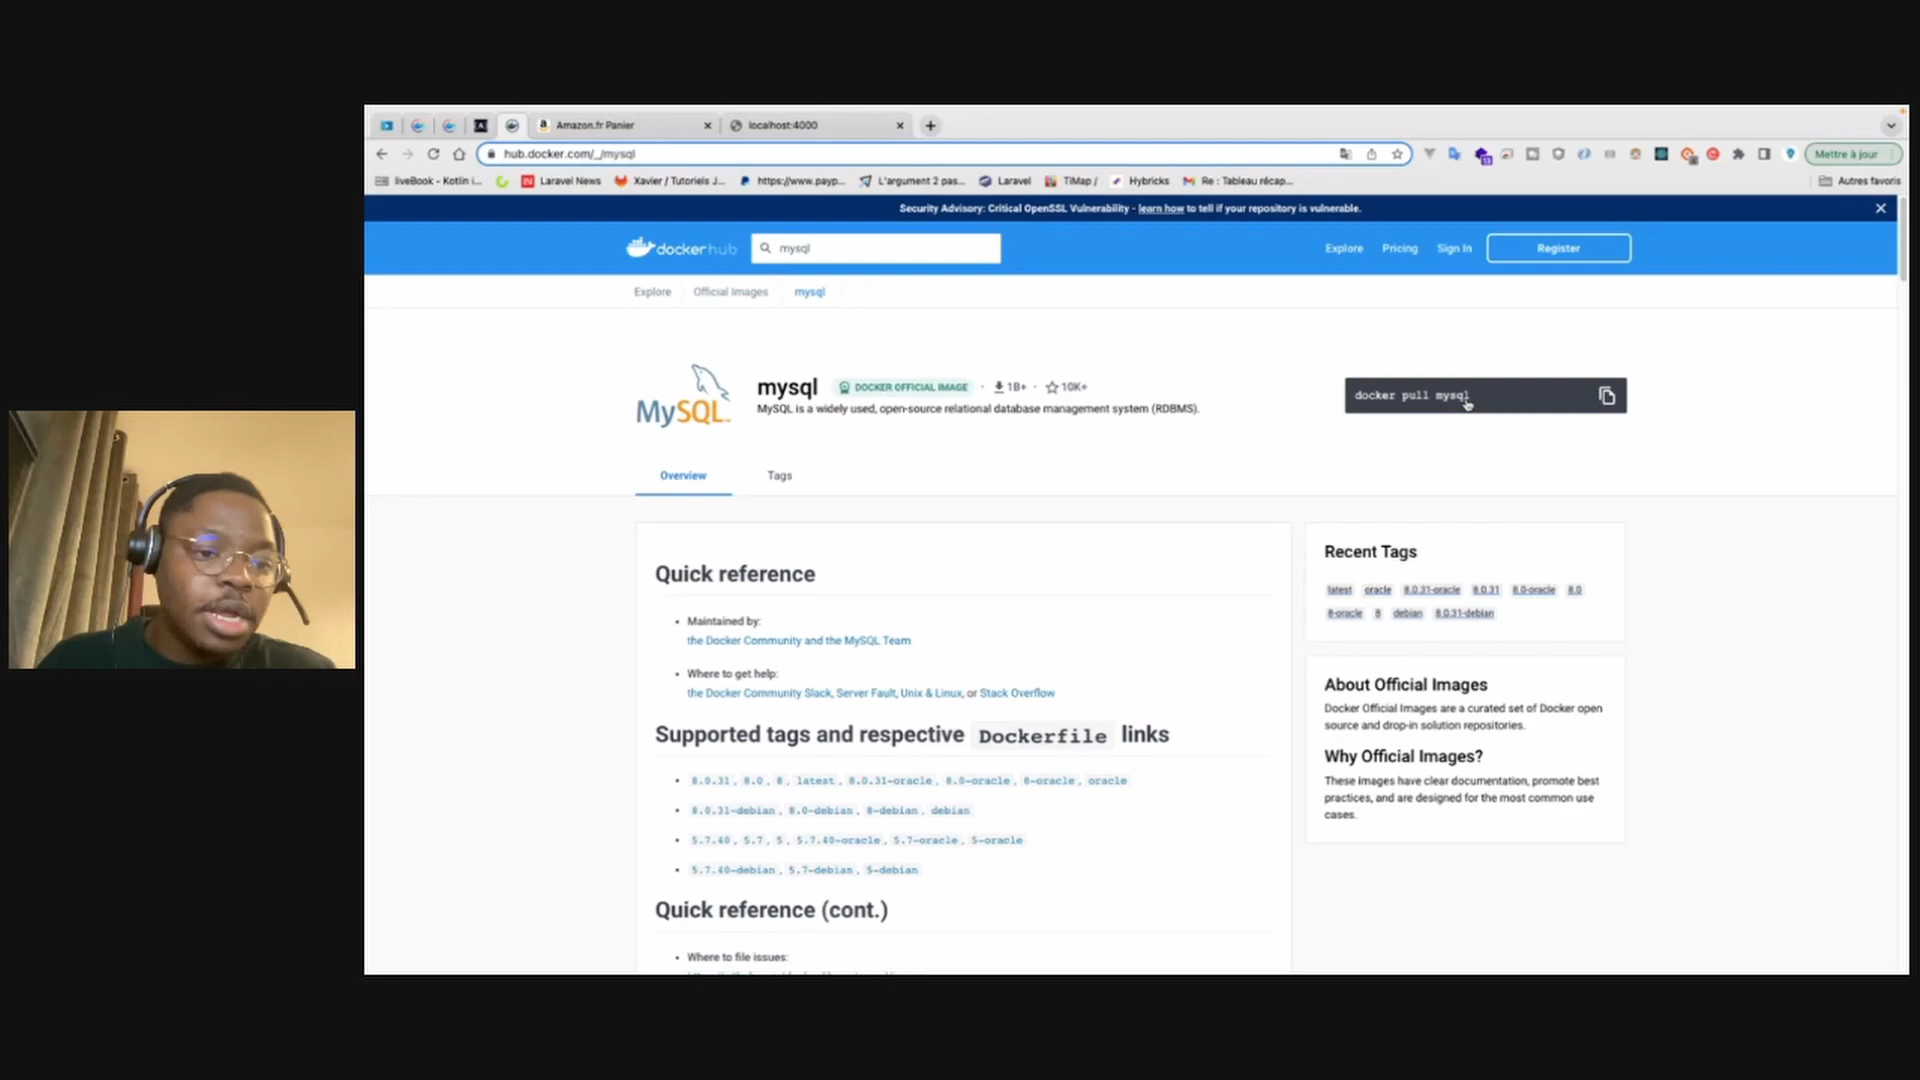 Amazon.fr Panier
localhost:4000
hub.docker.com/_/mysql
Mettre à jour
liveBook - Kotlin i...
Laravel News
Xavier / Tutoriels J...
https://www.payp...
L'argument 2 pas...
Laravel
TiMap /
Hybricks
Re : Tableau récap...
Autres favoris
Security Advisory: Critical OpenSSL Vulnerability - learn how to tell if your repository is vulnerable.
docker hub
mysql
Explore
Pricing
Sign In
Register
Explore
Official Images
mysql
MySQL
mysql
DOCKER OFFICIAL IMAGE
· 1B+ · 10K+
MySQL is a widely used, open-source relational database management system (RDBMS).
docker pull mysql
Overview
Tags
Quick reference
• Maintained by:
the Docker Community and the MySQL Team
• Where to get help:
the Docker Community Slack, Server Fault, Unix & Linux, or Stack Overflow
Supported tags and respective Dockerfile links
• 8.0.31, 8.0, 8, latest, 8.0.31-oracle, 8.0-oracle, 8-oracle, oracle
• 8.0.31-debian, 8.0-debian, 8-debian, debian
• 5.7.40, 5.7, 5, 5.7.40-oracle, 5.7-oracle, 5-oracle
• 5.7.40-debian, 5.7-debian, 5-debian
Quick reference (cont.)
• Where to file issues:
Recent Tags
latest oracle 8.0.31-oracle 8.0.31 8.0-oracle 8.0
8-oracle 8 debian 8.0.31-debian
About Official Images
Docker Official Images are a curated set of Docker open
source and drop-in solution repositories.
Why Official Images?
These images have clear documentation, promote best
practices, and are designed for the most common use
cases.